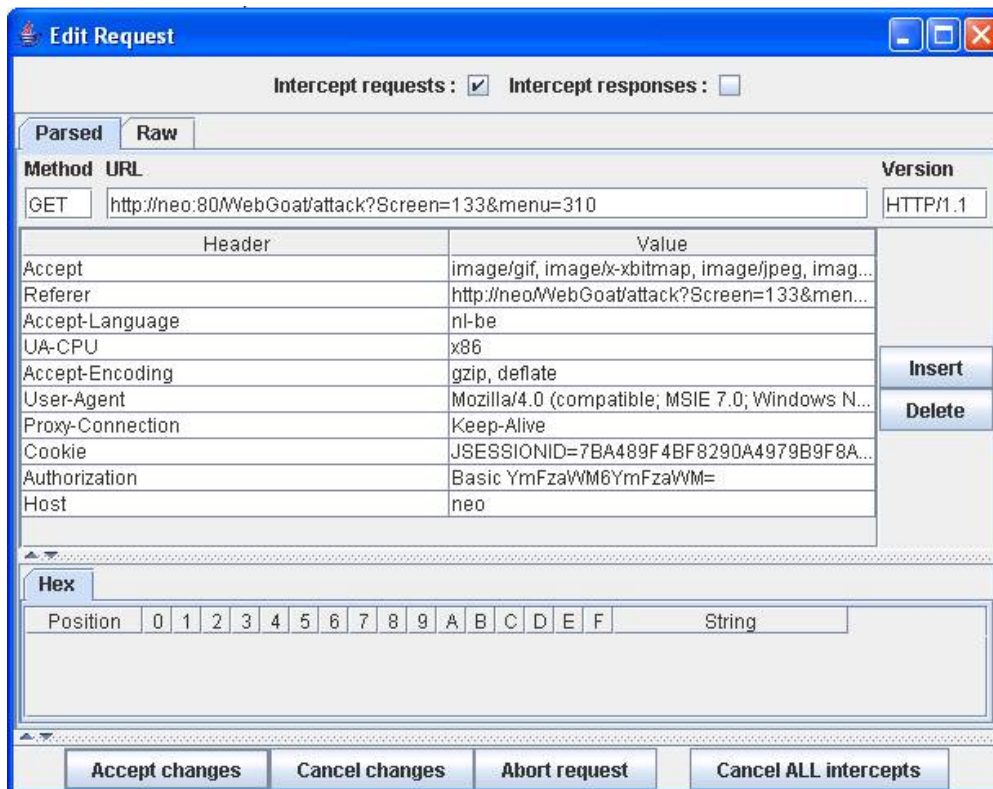 Edit Request
Intercept requests : Intercept responses :
Parsed Raw
Method URL Version
GET http://neo:80/WebGoat/attack?Screen=133&menu=310 HTTP/1.1
Header Value
Accept image/gif, image/x-xbitmap, image/jpeg, imag...
Referer http://neo/WebGoat/attack?Screen=133&men...
Accept-Language nl-be
UA-CPU x86
Accept-Encoding gzip, deflate
Insert
User-Agent Mozilla/4.0 (compatible; MSIE 7.0; Windows N...
Delete
Proxy-Connection Keep-Alive
Cookie JSESSIONID=7BA489F4BF8290A4979B9F8A...
Authorization Basic YmFzaWM6YmFzaWM=
Host neo
Hex
Position 0 1 2 3 4 5 6 7 8 9 A B C D E F String
Accept changes Cancel changes Abort request Cancel ALL intercepts